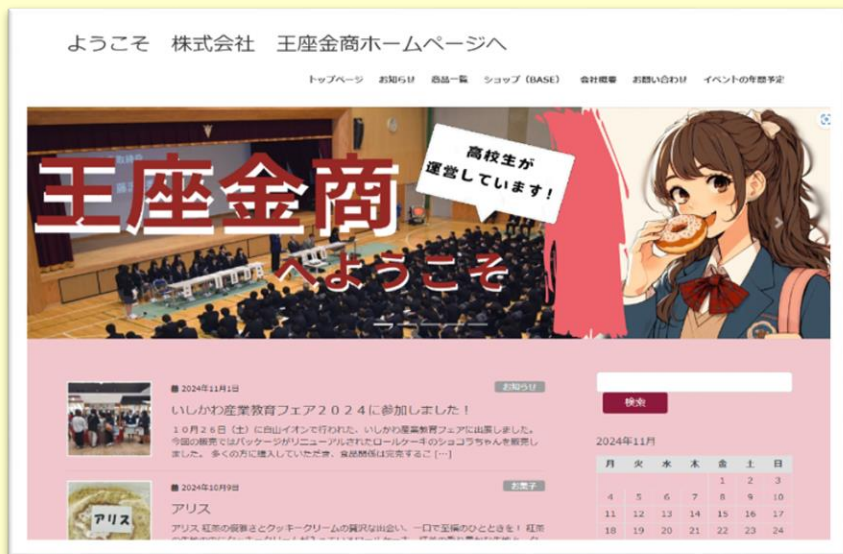 ようこそ　株式会社　王座金商ホームページへ
トップページ　お知らせ　商品一覧　ショップ（BASE）　会社概要　お問い合わせ　イベントの年間予定
高校生が
運営しています！
王座金商
へようこそ
2024年11月1日　お知らせ
いしかわ産業教育フェア２０２４に参加しました！
１０月２６日（土）に白山イオンで行われた、いしかわ産業教育フェアに出展しました。
今回の販売ではパッケージがリニューアルされたロールケーキのショコラちゃんを販売し
ました。 多くの方に購入していただき、食品関係は完売するこ […]
検索
2024年11月
月 火 水 木 金 土 日
1 2 3
4 5 6 7 8 9 10
11 12 13 14 15 16 17
18 19 20 21 22 23 24
2024年10月9日　お菓子
アリス
アリス
アリス 紅茶の優雅さとクッキークリームの贅沢な出会い、一口で至福のひとときを！ 紅茶